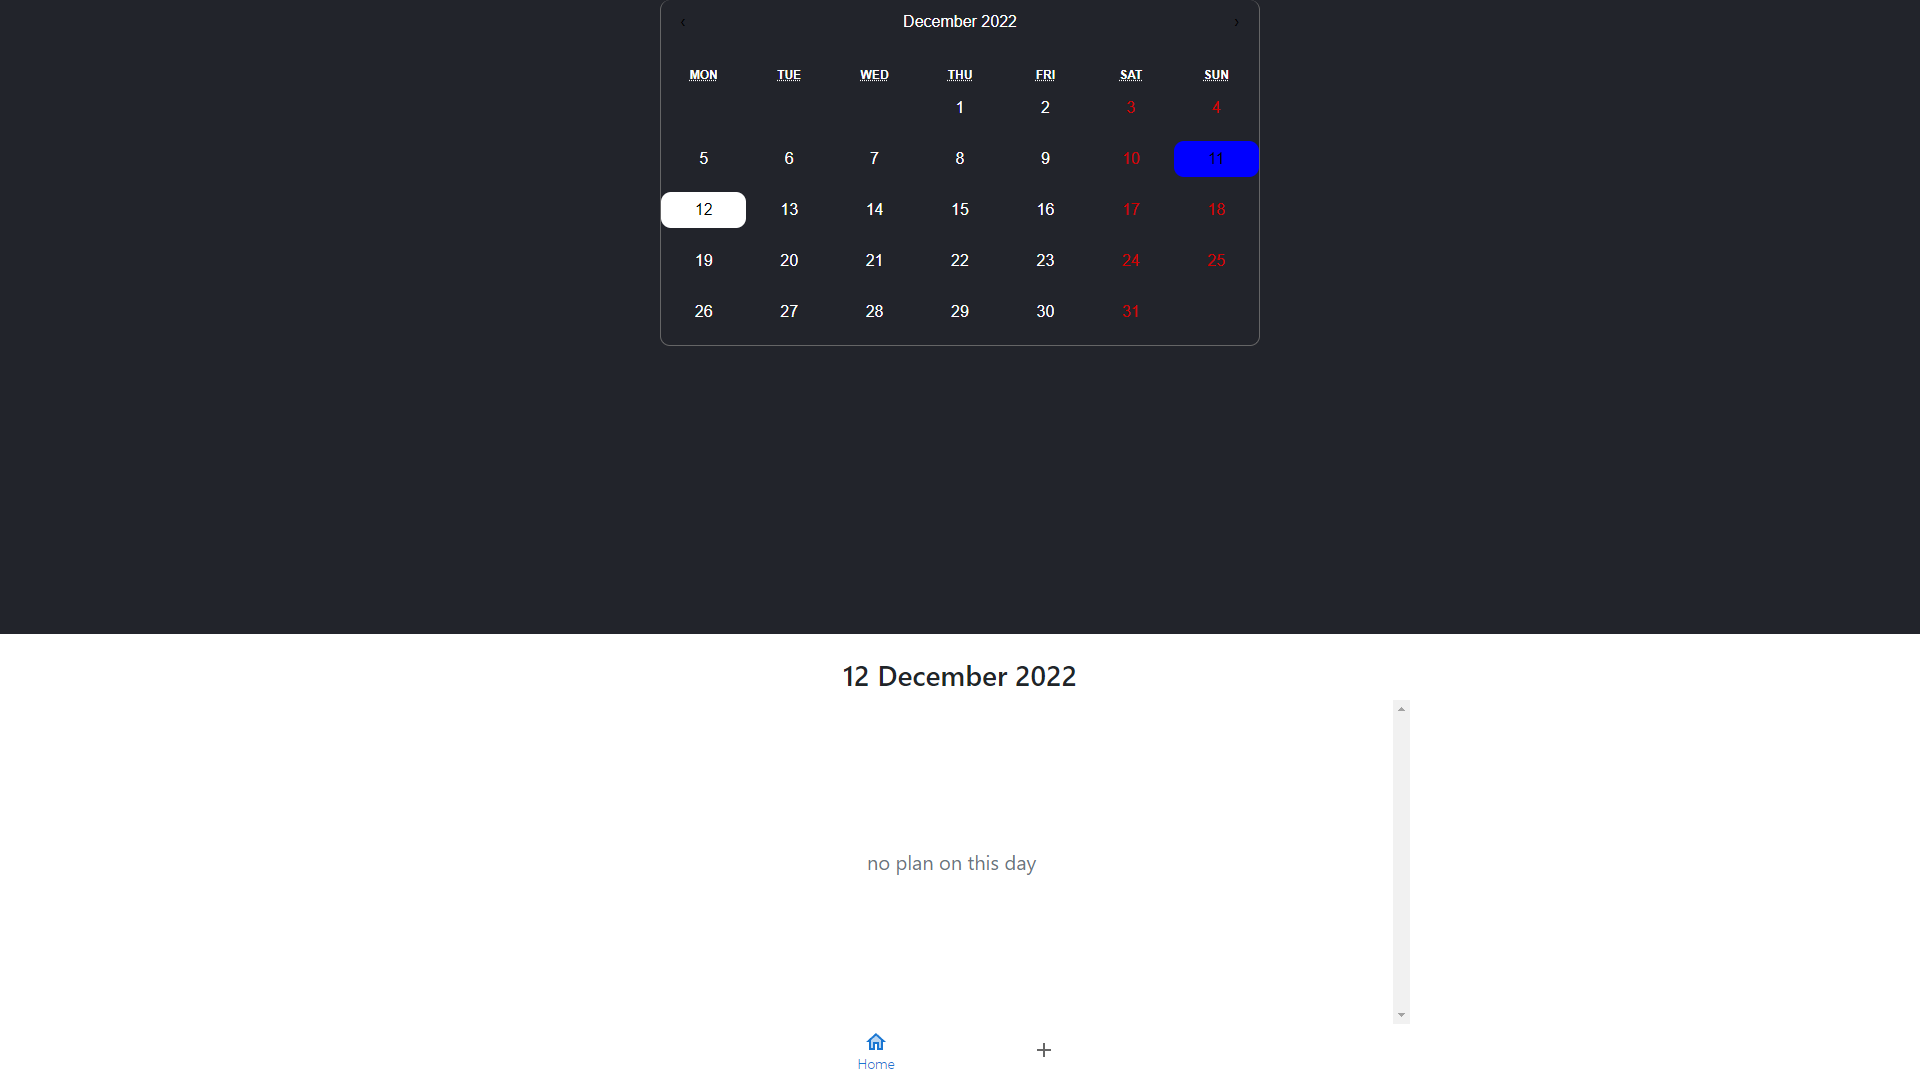 ‹ December 2022 ›
MON TUE WED THU FRI SAT SUN
1 2 3 4
5 6 7 8 9 10 11
12 13 14 15 16 17 18
19 20 21 22 23 24 25
26 27 28 29 30 31
12 December 2022
no plan on this day
Home